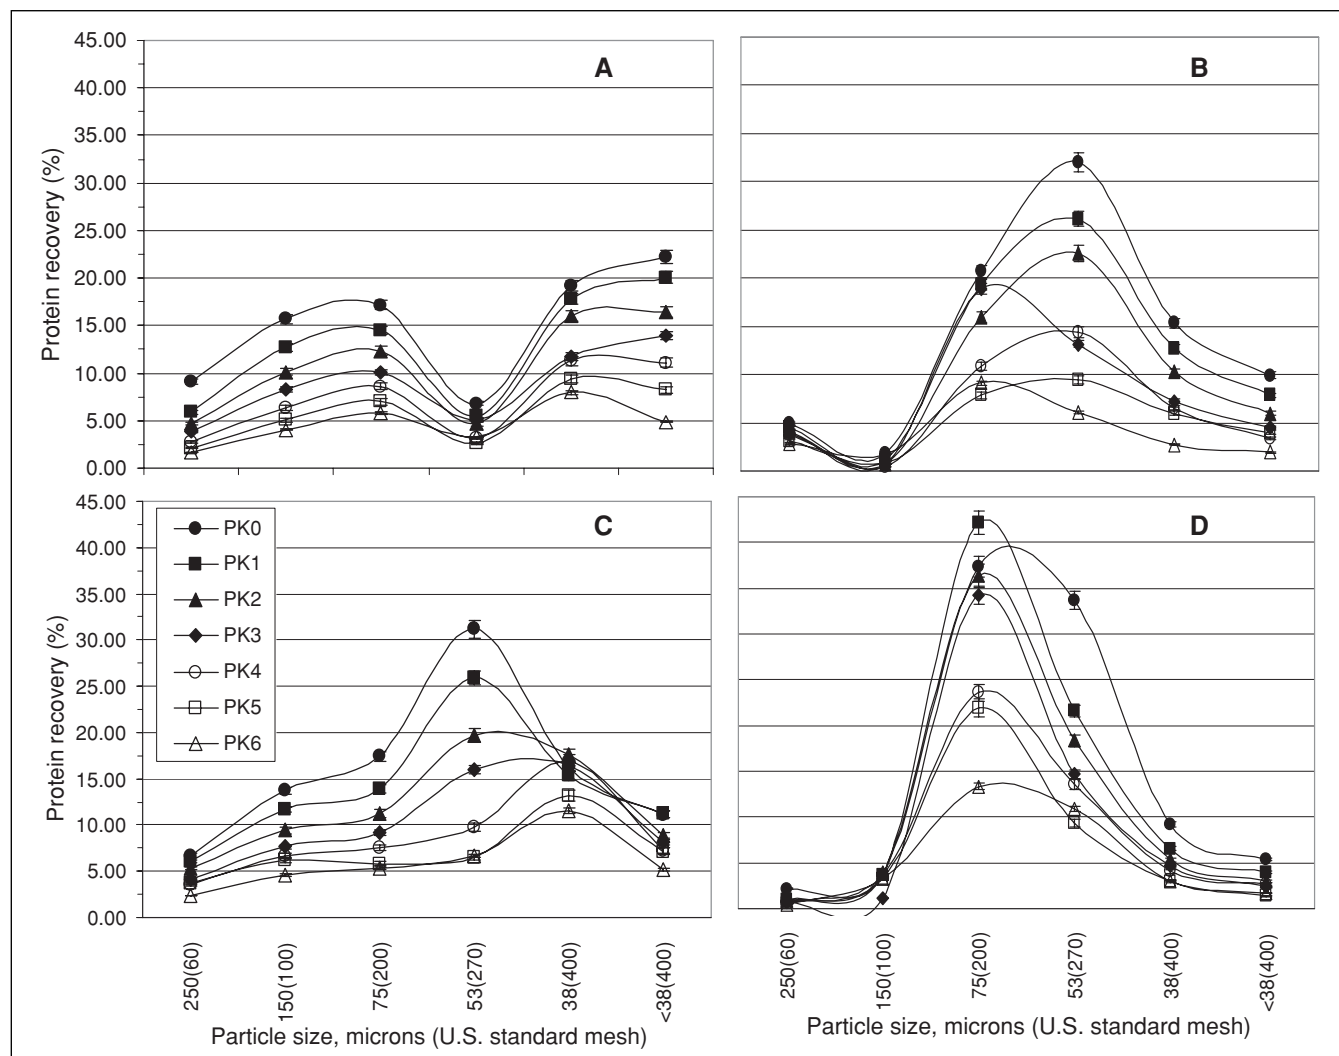 45.00
40.00
35.00
30.00
25.00
20.00
15.00
10.00
5.00
0.00
Protein recovery (%)
A
B
45.00
40.00
35.00
30.00
25.00
20.00
15.00
10.00
5.00
0.00
Protein recovery (%)
PK0
PK1
PK2
PK3
PK4
PK5
PK6
C
D
250(60)
150(100)
75(200)
53(270)
38(400)
<38(400)
250(60)
150(100)
75(200)
53(270)
38(400)
<38(400)
Particle size, microns (U.S. standard mesh)
Particle size, microns (U.S. standard mesh)